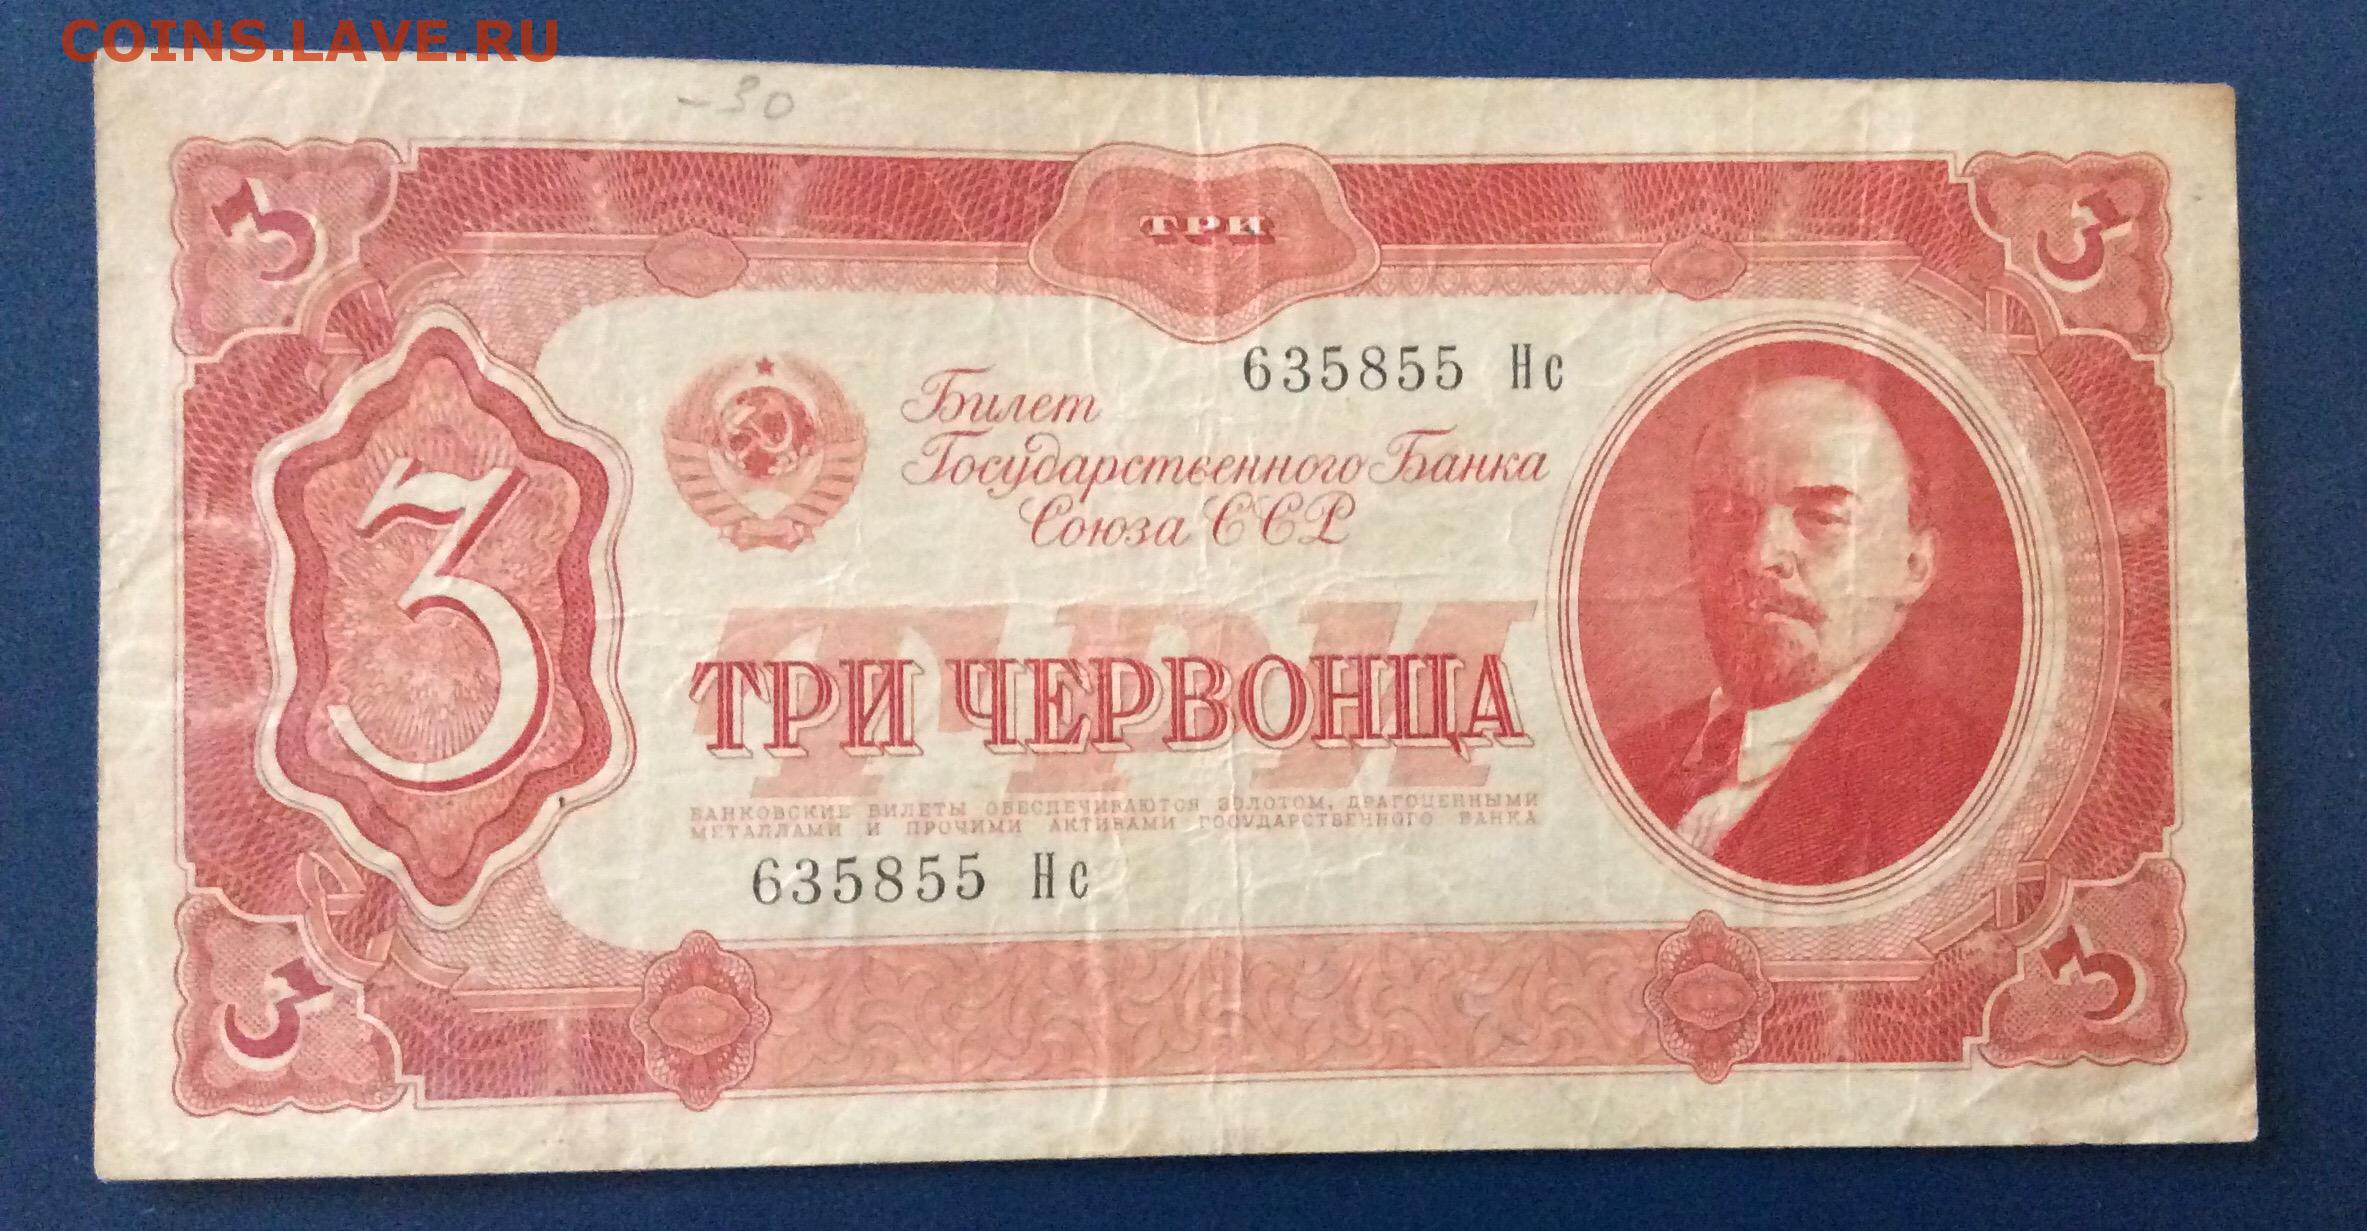 COINS.LAVE.RU
-30
3
ТРИ
3
635855 Нс
Билет
Государственного Банка
Союза ССР
3
ТРИ
ТРИ ЧЕРВОНЦА
БАНКОВСКИЕ БИЛЕТЫ ОБЕСПЕЧИВАЮТСЯ ЗОЛОТОМ, ДРАГОЦЕННЫМИ
МЕТАЛЛАМИ И ПРОЧИМИ АКТИВАМИ ГОСУДАРСТВЕННОГО БАНКА
635855 Нс
3
3